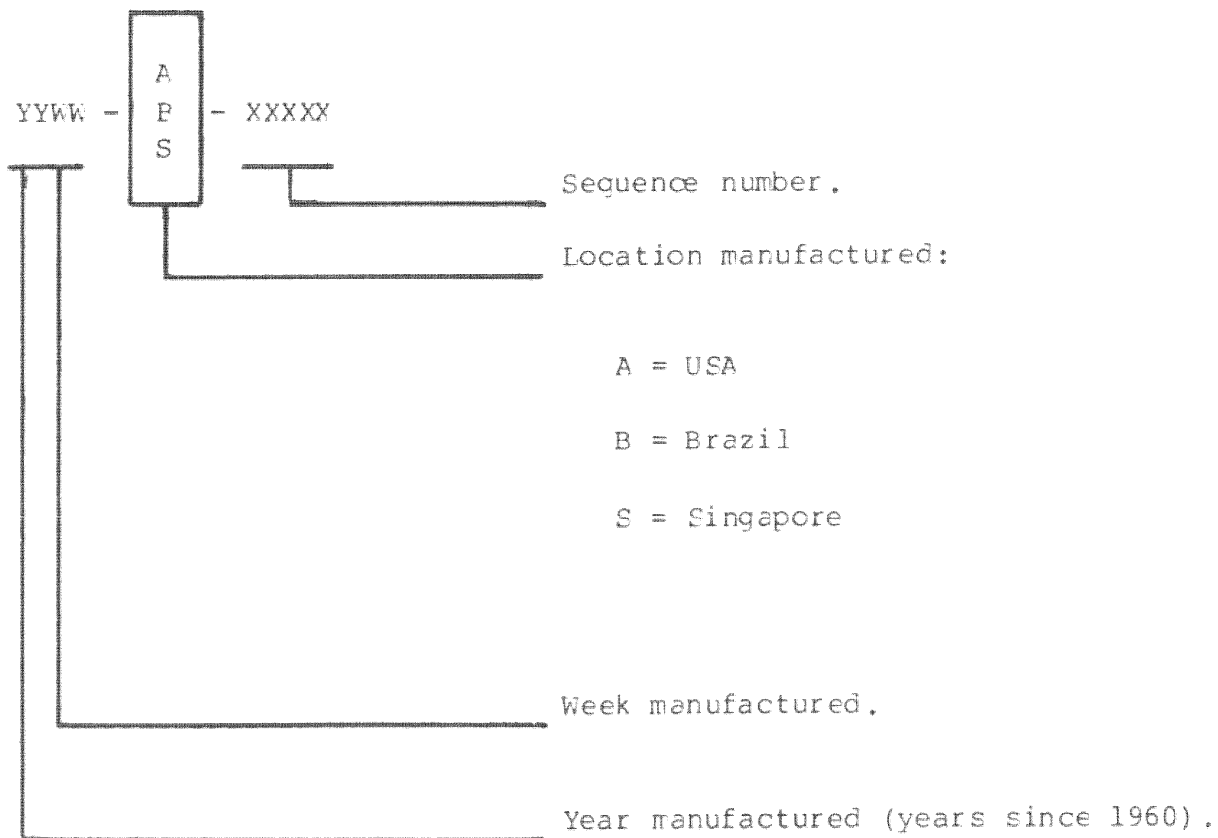 A
YYWW - B - XXXXX
S
Sequence number.
Location manufactured:
A = USA
B = Brazil
S = Singapore
Week manufactured.
Year manufactured (years since 1960).